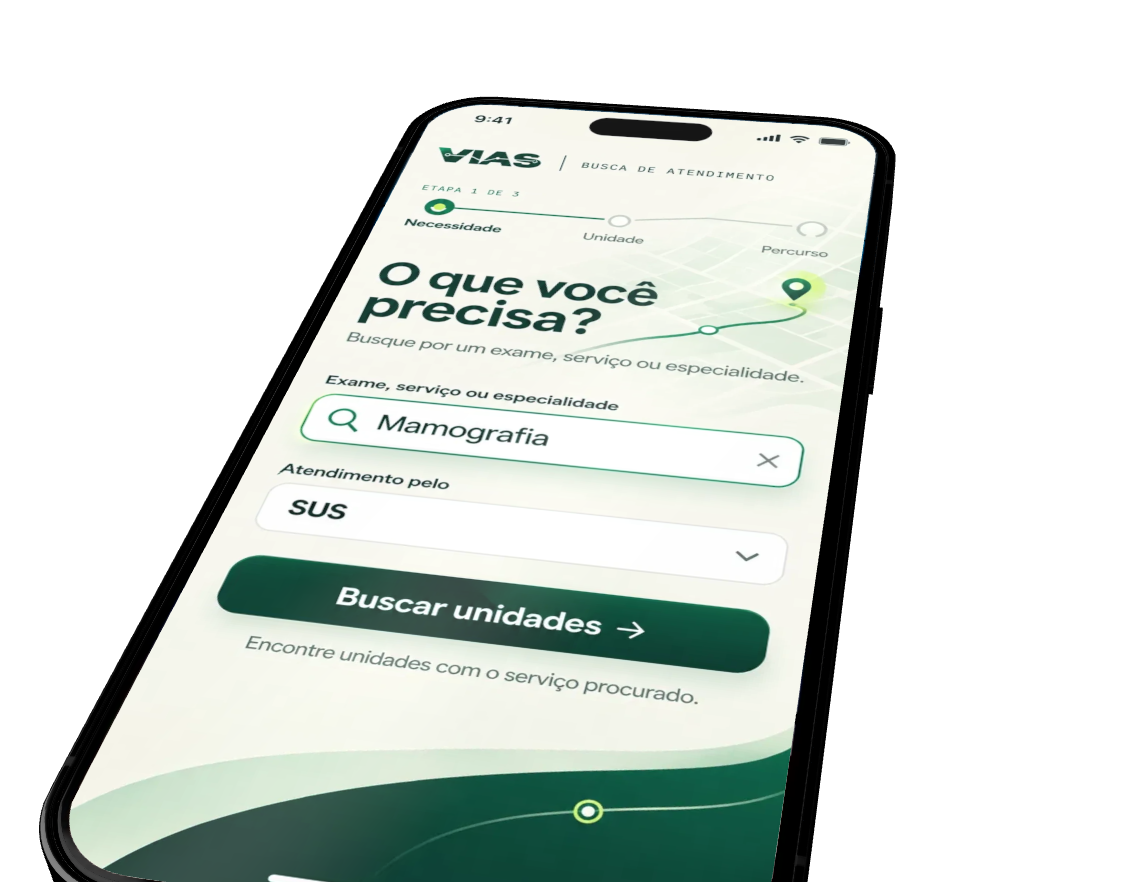 9:41
VIAS | BUSCA DE ATENDIMENTO
ETAPA 1 DE 3
Necessidade Unidade Percurso
O que você
precisa?
Busque por um exame, serviço ou especialidade.
Exame, serviço ou especialidade
Mamografia
Atendimento pelo
SUS
Buscar unidades →
Encontre unidades com o serviço procurado.